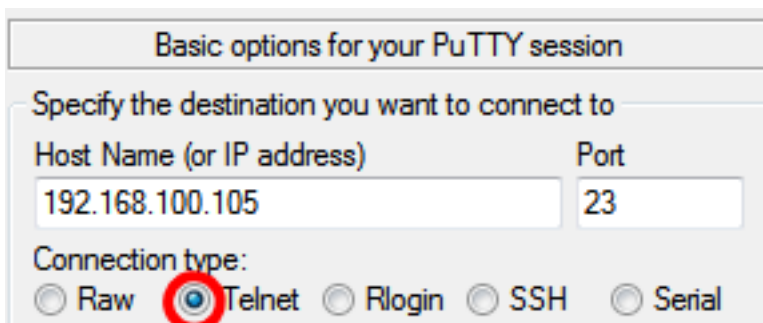 Basic options for your PuTTY session
Specify the destination you want to connect to
Host Name (or IP address) Port
192.168.100.105 23
Connection type:
Raw Telnet Rlogin SSH Serial